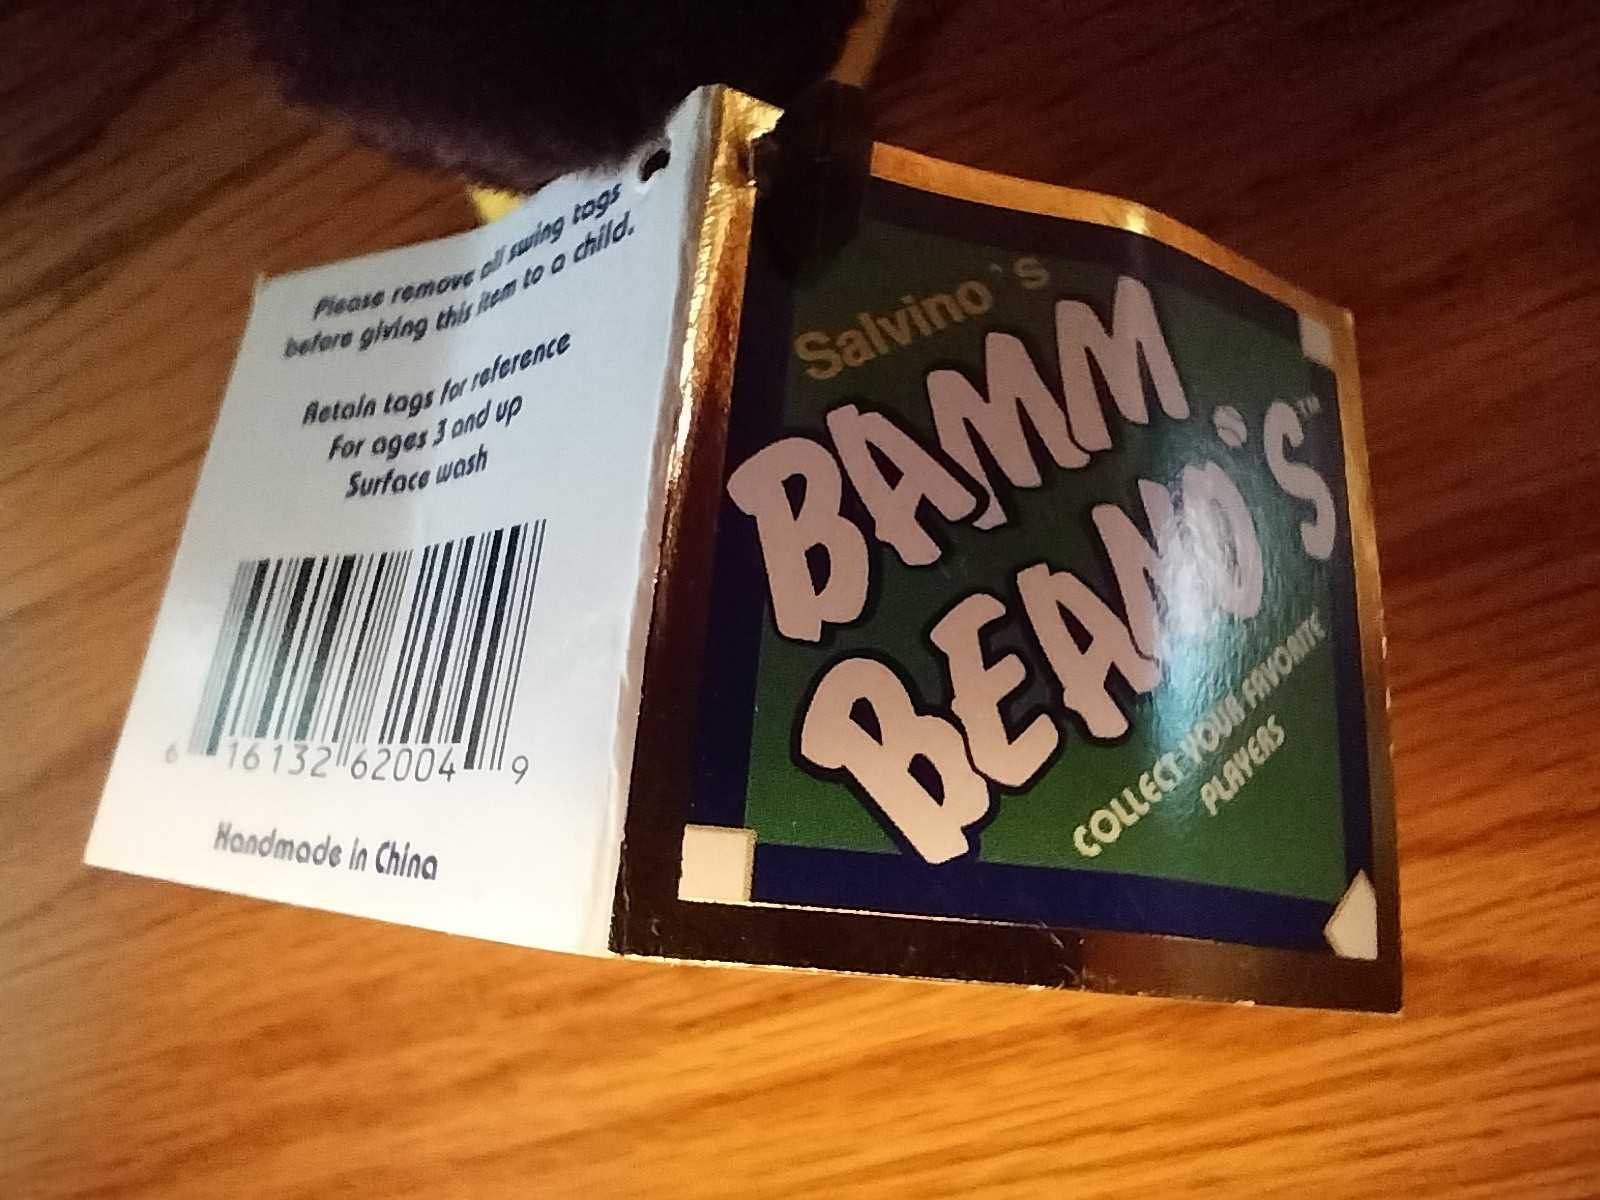 Please remove all swing tags
before giving this item to a child.
Retain tags for reference
For ages 3 and up
Surface wash
6 16132 62004 9
Handmade in China
Salvino's
BAMM
BEANO'S™
COLLECT YOUR FAVORITE
PLAYERS